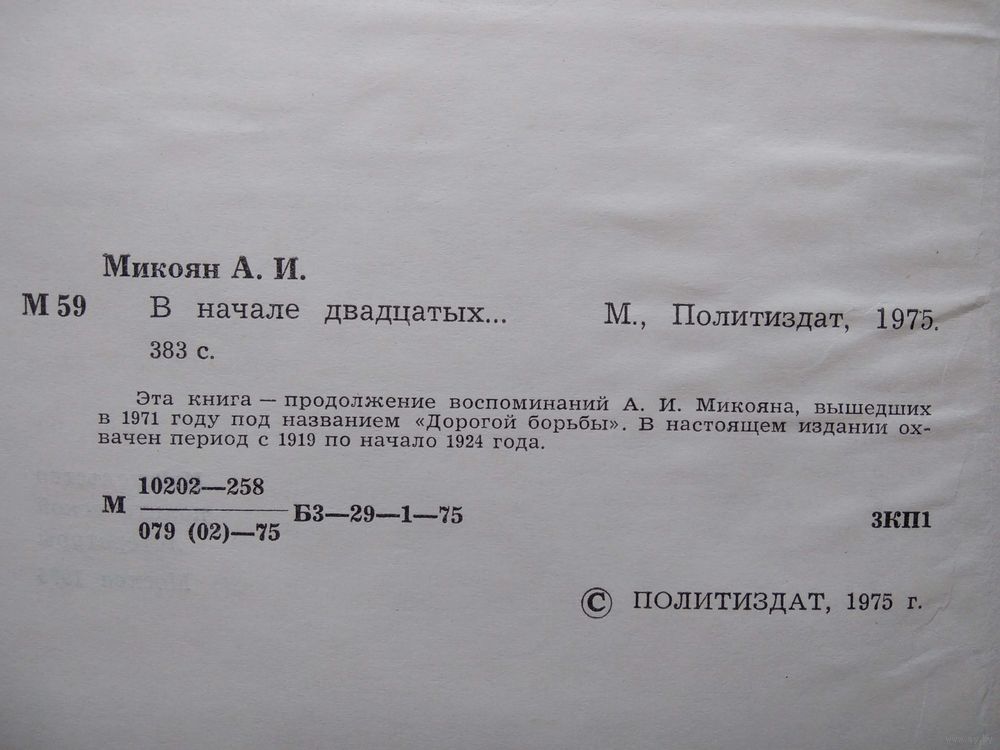 Микоян А. И.
М 59 В начале двадцатых... М., Политиздат, 1975.
383 с.
Эта книга — продолжение воспоминаний А. И. Микояна, вышедших
в 1971 году под названием «Дорогой борьбы». В настоящем издании ох-
вачен период с 1919 по начало 1924 года.
М 10202—258
079 (02)—75 БЗ—29—1—75
3КП1
© ПОЛИТИЗДАТ, 1975 г.